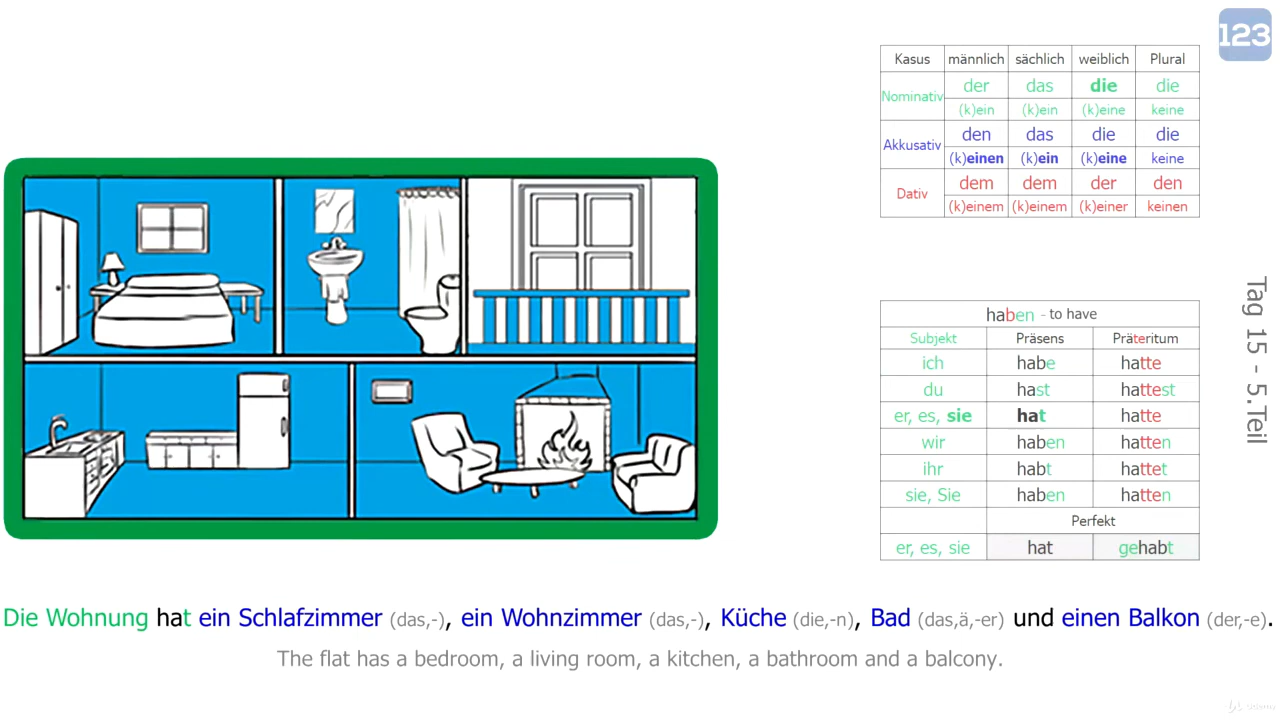 123
Kasus männlich sächlich weiblich Plural
Nominativ der das die die
(k)ein (k)ein (k)eine keine
Akkusativ den das die die
(k)einen (k)ein (k)eine keine
Dativ dem dem der den
(k)einem (k)einem (k)einer keinen
haben - to have
Subjekt Präsens Präteritum
ich habe hatte
du hast hattest
er, es, sie hat hatte
wir haben hatten
ihr habt hattet
sie, Sie haben hatten
Perfekt
er, es, sie hat gehabt
Tag 15 - 5.Teil
Die Wohnung hat ein Schlafzimmer (das,-), ein Wohnzimmer (das,-), Küche (die,-n), Bad (das,ä,-er) und einen Balkon (der,-e).
The flat has a bedroom, a living room, a kitchen, a bathroom and a balcony.